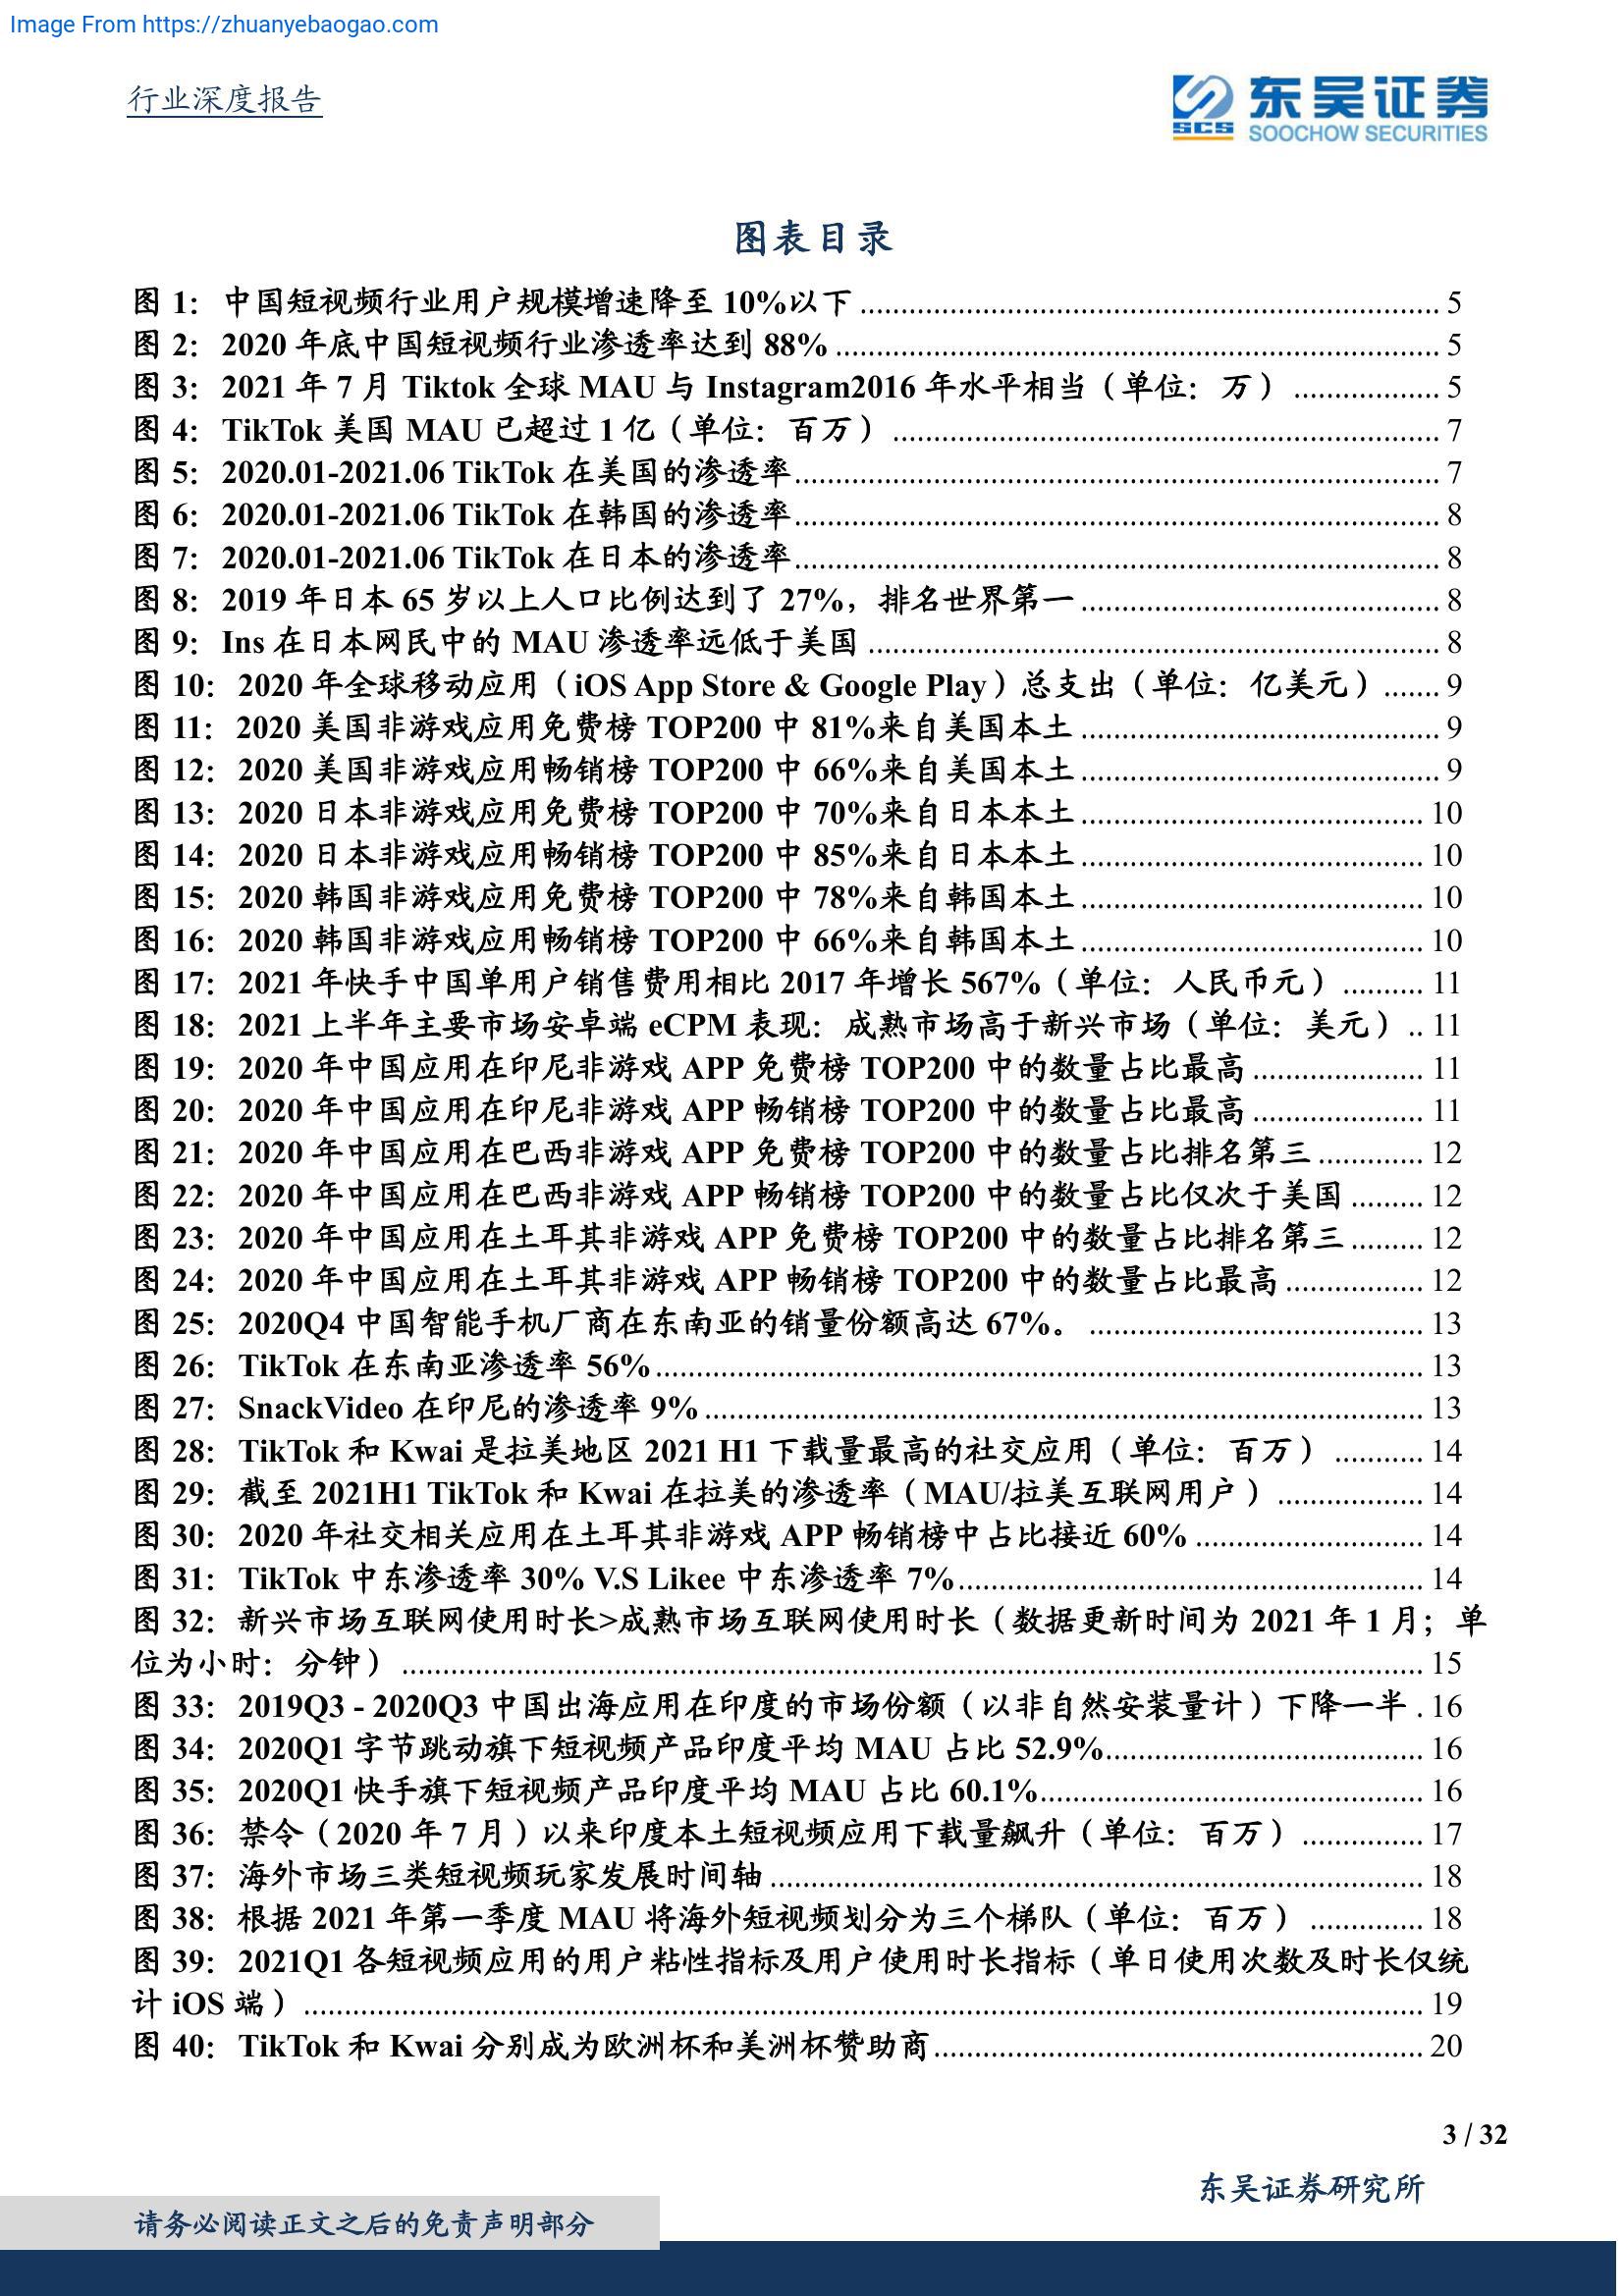 Image From https://zhuanyebaogao.com
行业深度报告
SCS 东吴证券
SOOCHOW SECURITIES
图表目录
图 1：中国短视频行业用户规模增速降至 10%以下 ........ 5
图 2：2020 年底中国短视频行业渗透率达到 88% ........ 5
图 3：2021 年 7 月 Tiktok 全球 MAU 与 Instagram2016 年水平相当（单位：万） ........ 5
图 4：TikTok 美国 MAU 已超过 1 亿（单位：百万） ........ 7
图 5：2020.01-2021.06 TikTok 在美国的渗透率 ........ 7
图 6：2020.01-2021.06 TikTok 在韩国的渗透率 ........ 8
图 7：2020.01-2021.06 TikTok 在日本的渗透率 ........ 8
图 8：2019 年日本 65 岁以上人口比例达到了 27%，排名世界第一 ........ 8
图 9：Ins 在日本网民中的 MAU 渗透率远低于美国 ........ 8
图 10：2020 年全球移动应用（iOS App Store & Google Play）总支出（单位：亿美元） ....... 9
图 11：2020 美国非游戏应用免费榜 TOP200 中 81%来自美国本土 ........ 9
图 12：2020 美国非游戏应用畅销榜 TOP200 中 66%来自美国本土 ........ 9
图 13：2020 日本非游戏应用免费榜 TOP200 中 70%来自日本本土 ........ 10
图 14：2020 日本非游戏应用畅销榜 TOP200 中 85%来自日本本土 ........ 10
图 15：2020 韩国非游戏应用免费榜 TOP200 中 78%来自韩国本土 ........ 10
图 16：2020 韩国非游戏应用畅销榜 TOP200 中 66%来自韩国本土 ........ 10
图 17：2021 年快手中国单用户销售费用相比 2017 年增长 567%（单位：人民币元） .......... 11
图 18：2021 上半年主要市场安卓端 eCPM 表现：成熟市场高于新兴市场（单位：美元） .. 11
图 19：2020 年中国应用在印尼非游戏 APP 免费榜 TOP200 中的数量占比最高 ........ 11
图 20：2020 年中国应用在印尼非游戏 APP 畅销榜 TOP200 中的数量占比最高 ........ 11
图 21：2020 年中国应用在巴西非游戏 APP 免费榜 TOP200 中的数量占比排名第三 ........ 12
图 22：2020 年中国应用在巴西非游戏 APP 畅销榜 TOP200 中的数量占比仅次于美国 ......... 12
图 23：2020 年中国应用在土耳其非游戏 APP 免费榜 TOP200 中的数量占比排名第三 ......... 12
图 24：2020 年中国应用在土耳其非游戏 APP 畅销榜 TOP200 中的数量占比最高 ........ 12
图 25：2020Q4 中国智能手机厂商在东南亚的销量份额高达 67%。 ........ 13
图 26：TikTok 在东南亚渗透率 56% ........ 13
图 27：SnackVideo 在印尼的渗透率 9% ........ 13
图 28：TikTok 和 Kwai 是拉美地区 2021 H1 下载量最高的社交应用（单位：百万） ........... 14
图 29：截至 2021H1 TikTok 和 Kwai 在拉美的渗透率（MAU/拉美互联网用户） ........ 14
图 30：2020 年社交相关应用在土耳其非游戏 APP 畅销榜中占比接近 60% ........ 14
图 31：TikTok 中东渗透率 30% V.S Likee 中东渗透率 7% ........ 14
图 32：新兴市场互联网使用时长>成熟市场互联网使用时长（数据更新时间为 2021 年 1 月；单
位为小时：分钟） ........ 15
图 33：2019Q3 - 2020Q3 中国出海应用在印度的市场份额（以非自然安装量计）下降一半 . 16
图 34：2020Q1 字节跳动旗下短视频产品印度平均 MAU 占比 52.9% ........ 16
图 35：2020Q1 快手旗下短视频产品印度平均 MAU 占比 60.1% ........ 16
图 36：禁令（2020 年 7 月）以来印度本土短视频应用下载量飙升（单位：百万） ........ 17
图 37：海外市场三类短视频玩家发展时间轴 ........ 18
图 38：根据 2021 年第一季度 MAU 将海外短视频划分为三个梯队（单位：百万） ........ 18
图 39：2021Q1 各短视频应用的用户粘性指标及用户使用时长指标（单日使用次数及时长仅统
计 iOS 端） ........ 19
图 40：TikTok 和 Kwai 分别成为欧洲杯和美洲杯赞助商 ........ 20
3 / 32
东吴证券研究所
请务必阅读正文之后的免责声明部分